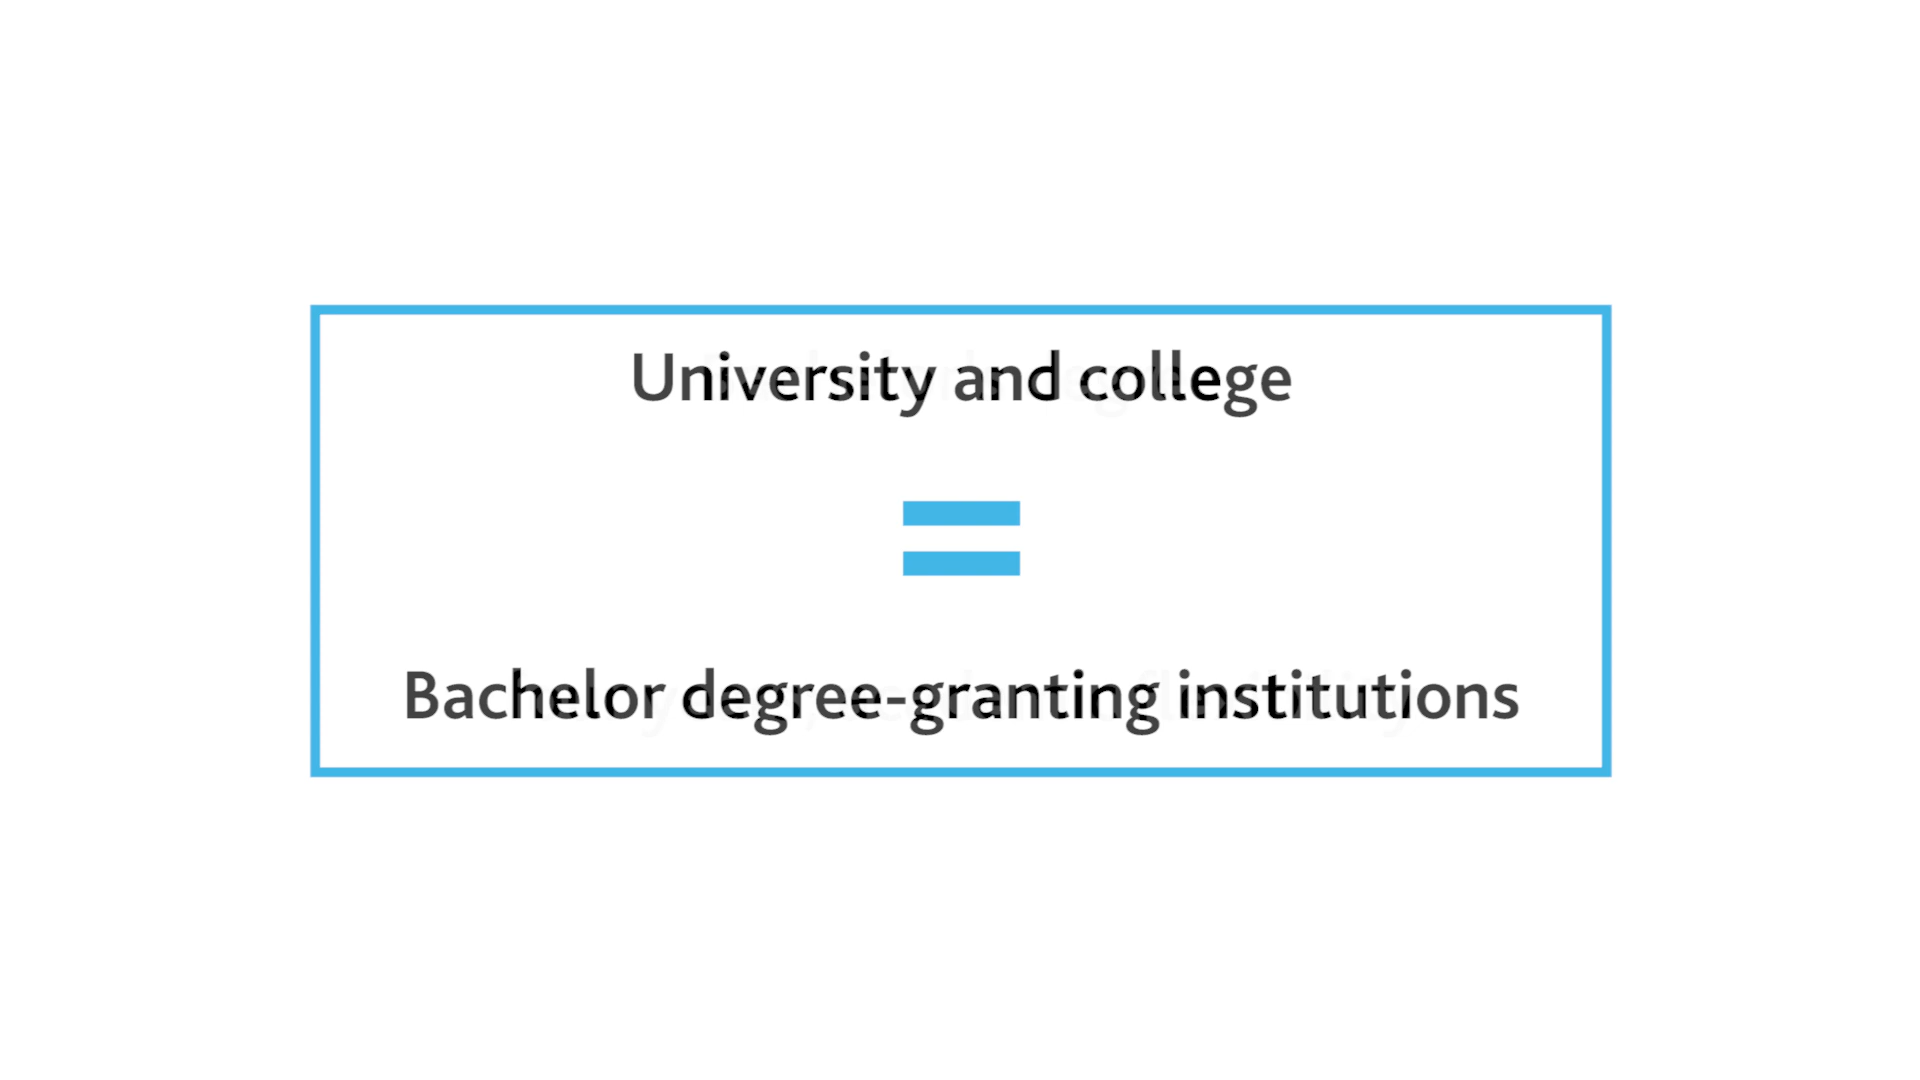 University and college
=
Bachelor degree-granting institutions